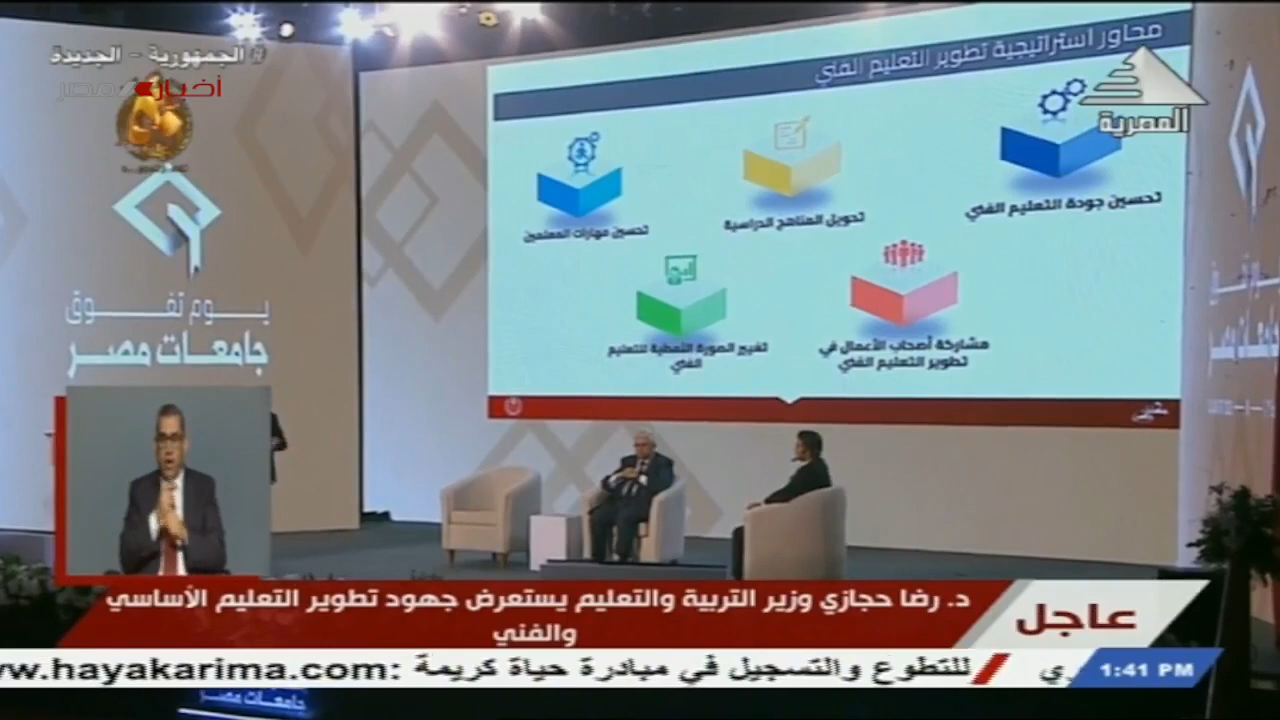 #الجمهورية - الجديدة
أخبار مصر
المصرية
محاور استراتيجية تطوير التعليم الفني
تحسين جودة التعليم الفني
تحويل المناهج الدراسية
تحسين مهارات المعلمين
مشاركة أصحاب الأعمال في
تطوير التعليم الفني
تغيير الصورة النمطية للتعليم
الفني
يوم تفوق
جامعات مصر
عاجل
د. رضا حجازي وزير التربية والتعليم يستعرض جهود تطوير التعليم الأساسي
والفني
للتطوع والتسجيل في مبادرة حياة كريمة: www.hayakarima.com
1:41 PM
جامعات مصر